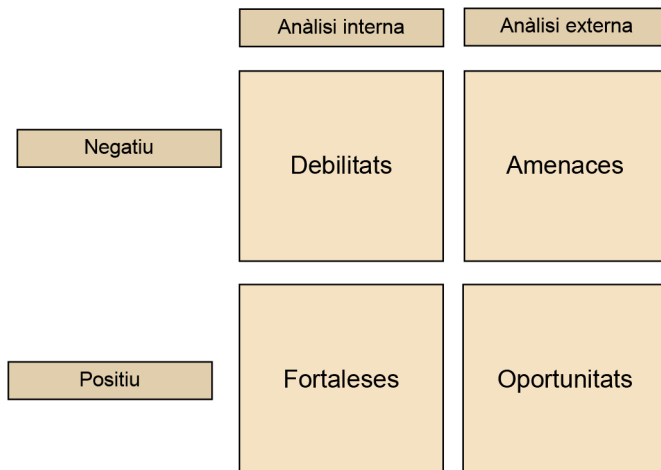 Anàlisi interna
Anàlisi externa
Negatiu
Debilitats
Amenaces
Positiu
Fortaleses
Oportunitats